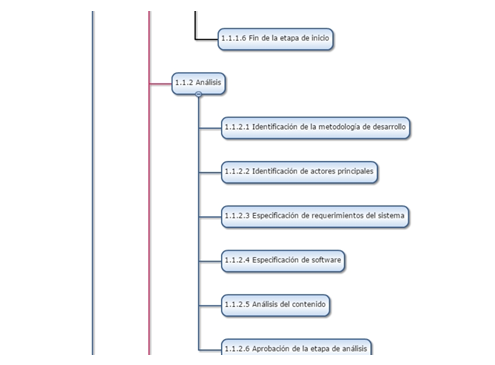 1.1.1.6 Fin de la etapa de inicio
1.1.2 Análisis
1.1.2.1 Identificación de la metodología de desarrollo
1.1.2.2 Identificación de actores principales
1.1.2.3 Especificación de requerimientos del sistema
1.1.2.4 Especificación de software
1.1.2.5 Análisis del contenido
1.1.2.6 Aprobación de la etapa de análisis